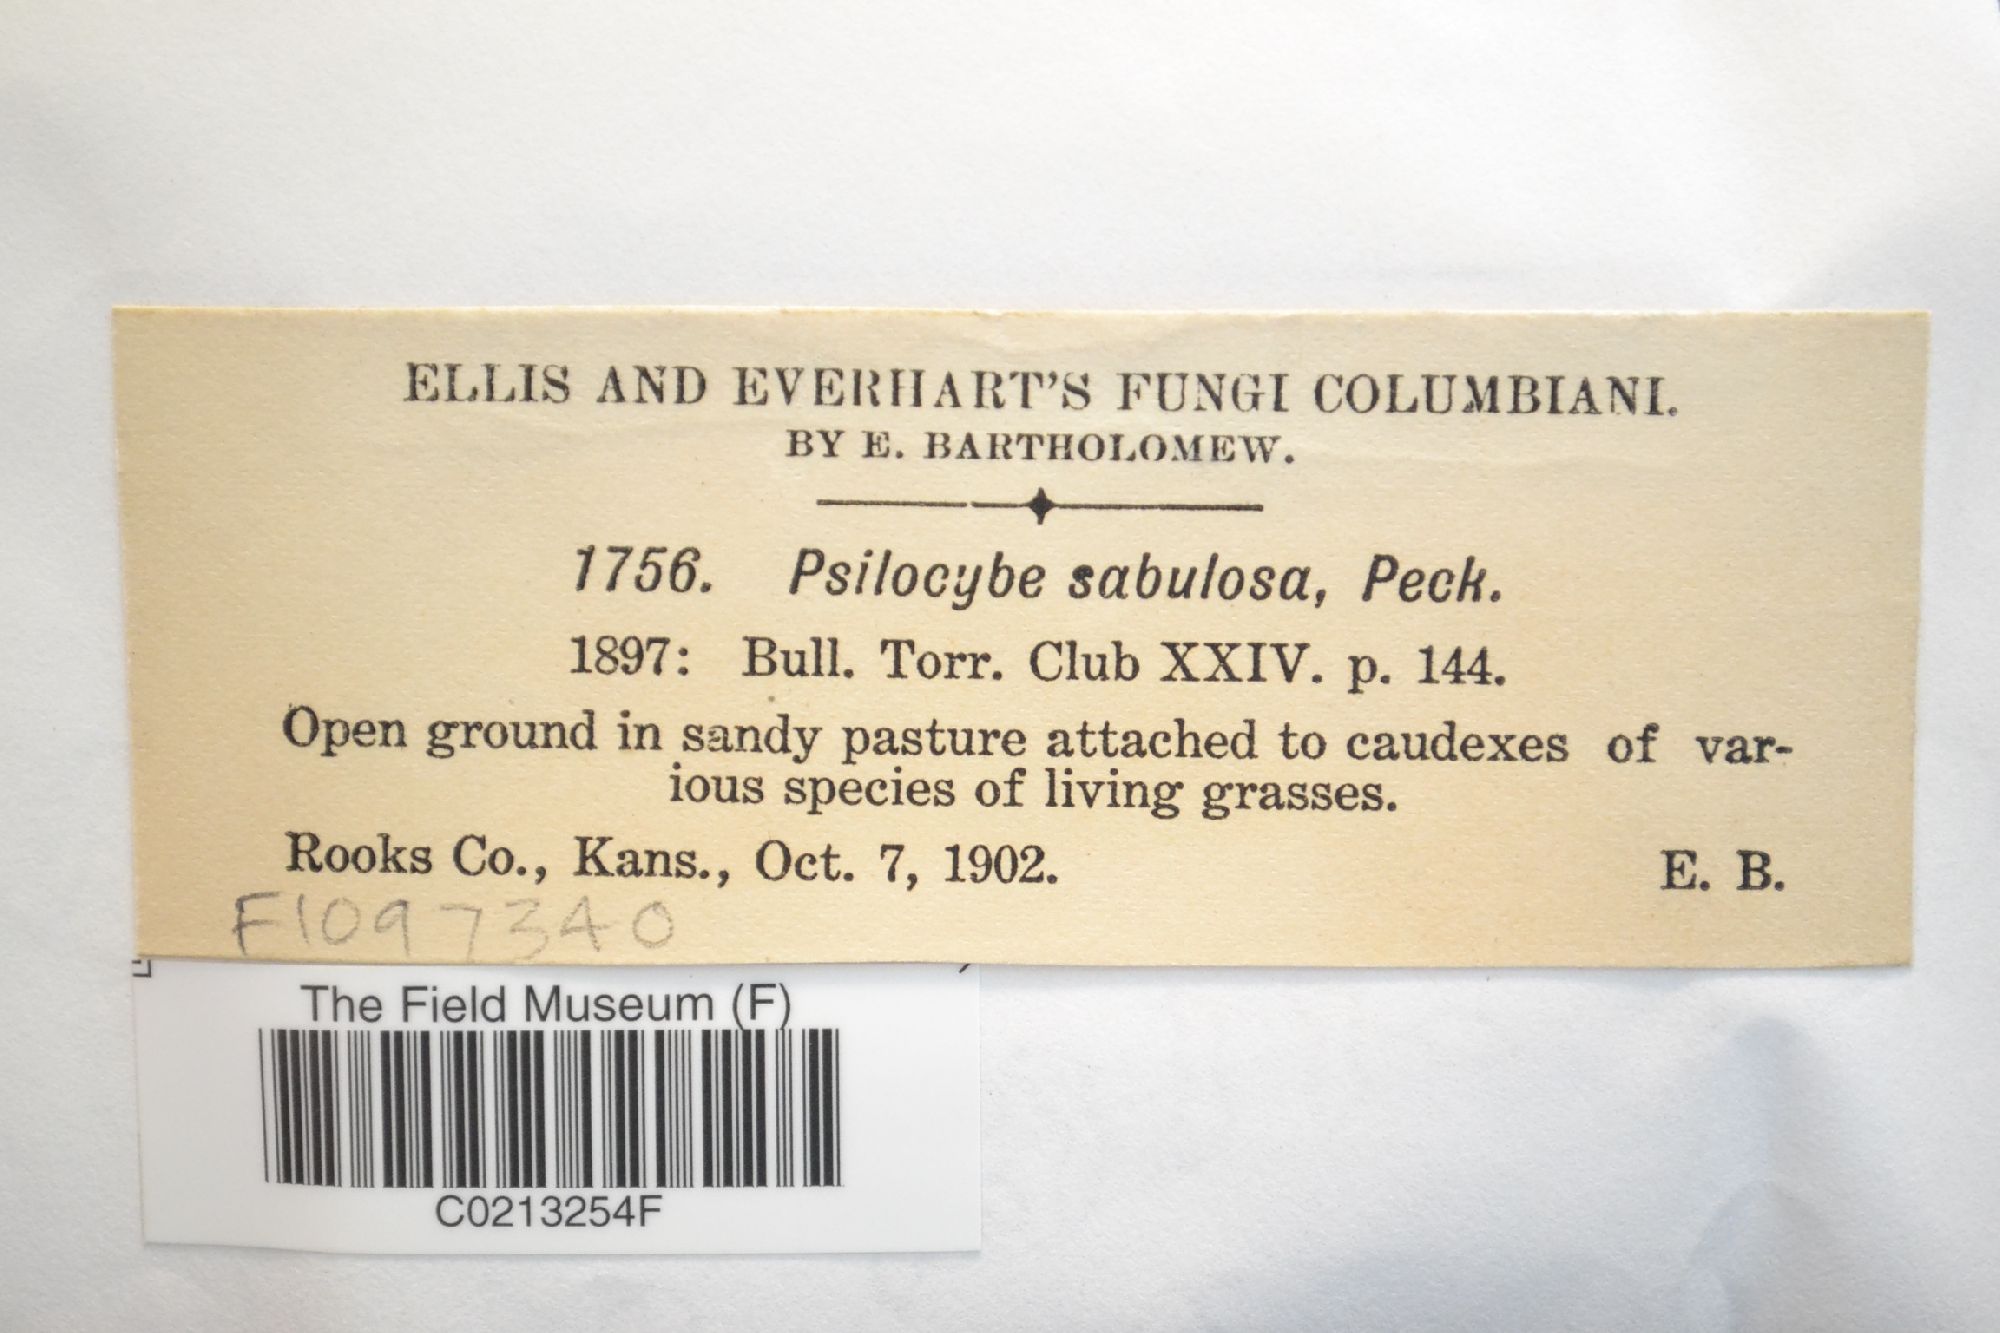 ELLIS AND EVERHART'S FUNGI COLUMBIANI.
BY E. BARTHOLOMEW.
1756. Psilocybe sabulosa, Peck.
1897: Bull. Torr. Club XXIV. p. 144.
Open ground in sandy pasture attached to caudexes of var-
ious species of living grasses.
Rooks Co., Kans., Oct. 7, 1902. E. B.
F1097340
The Field Museum (F)
C0213254F